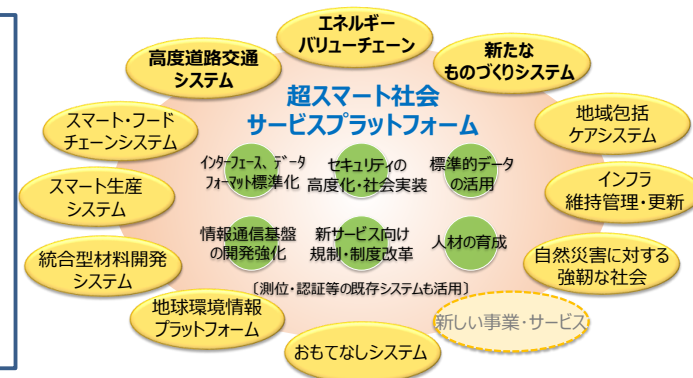 エネルギー
バリューチェーン
高度道路交通
システム
新たな
ものづくりシステム
超スマート社会
サービスプラットフォーム
スマート・フード
チェーンシステム
地域包括
ケアシステム
インターフェース、データ
フォーマット標準化
セキュリティの
高度化・社会実装
標準的データ
の活用
スマート生産
システム
インフラ
維持管理・更新
情報通信基盤
の開発強化
新サービス向け
規制・制度改革
人材の育成
統合型材料開発
システム
自然災害に対する
強靭な社会
〔測位・認証等の既存システムも活用〕
地球環境情報
プラットフォーム
新しい事業・サービス
おもてなしシステム